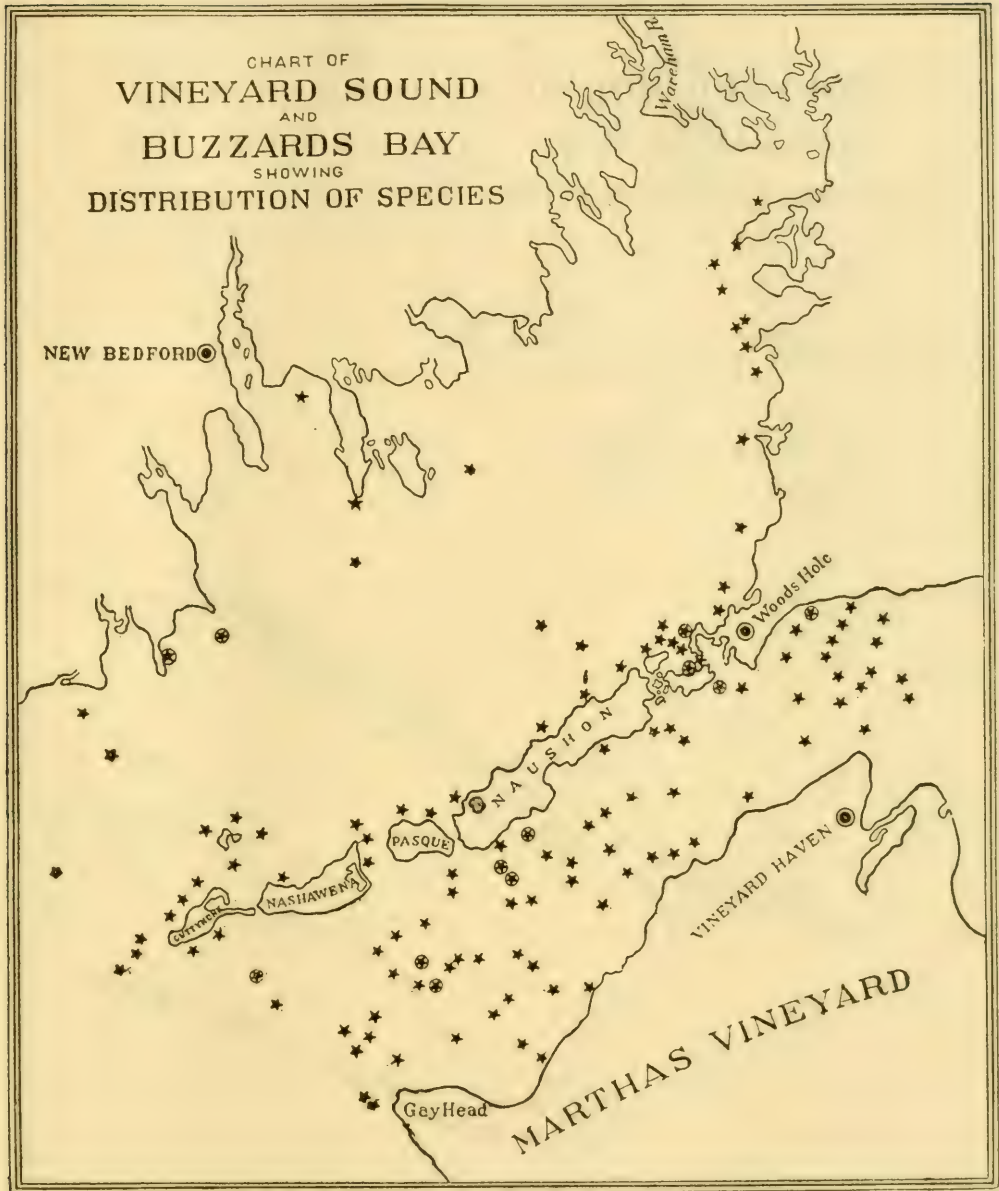 CHART OF
VINEYARD SOUND
AND
BUZZARDS BAY
SHOWING
DISTRIBUTION OF SPECIES
Wareham R.
NEW BEDFORD
Woods Hole
NAUSHON
PASQUE
NASHAWENA
CUTTYHUNK
VINEYARD HAVEN
MARTHAS VINEYARD
Gay Head